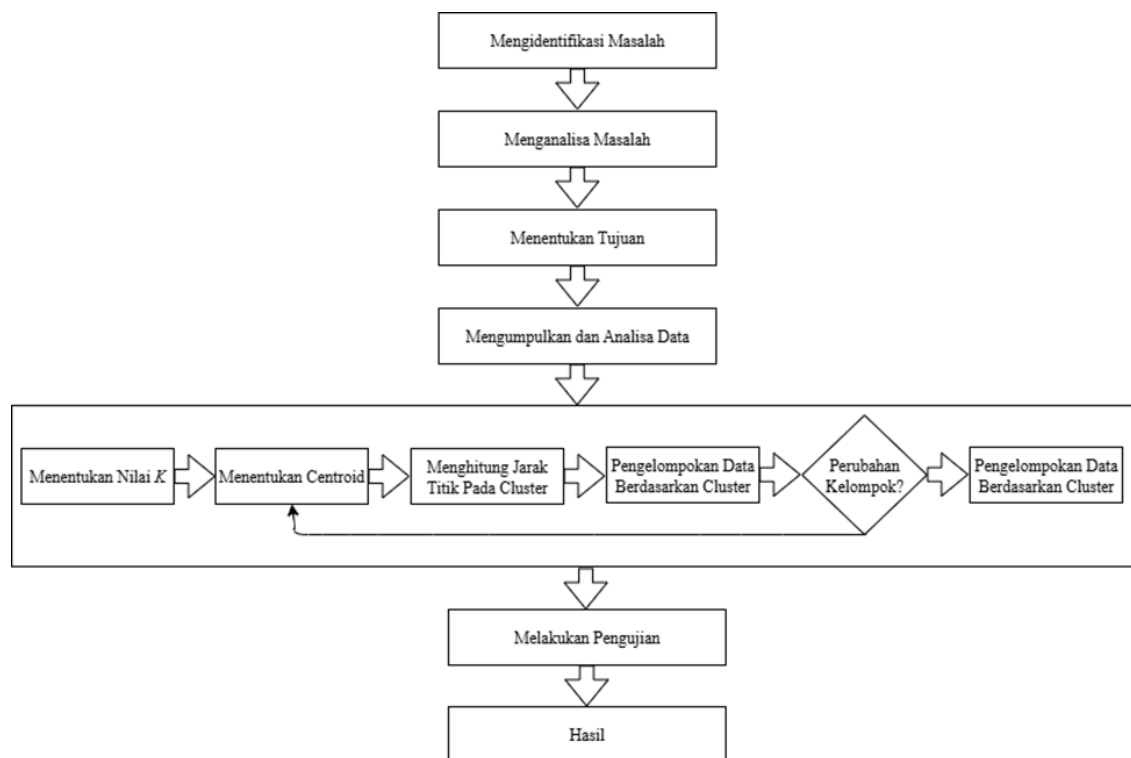 Mengidentifikasi Masalah
Menganalisa Masalah
Menentukan Tujuan
Mengumpulkan dan Analisa Data
Menentukan Nilai K
Menentukan Centroid
Menghitung Jarak
Titik Pada Cluster
Pengelompokan Data
Berdasarkan Cluster
Perubahan
Kelompok?
Pengelompokan Data
Berdasarkan Cluster
Melakukan Pengujian
Hasil